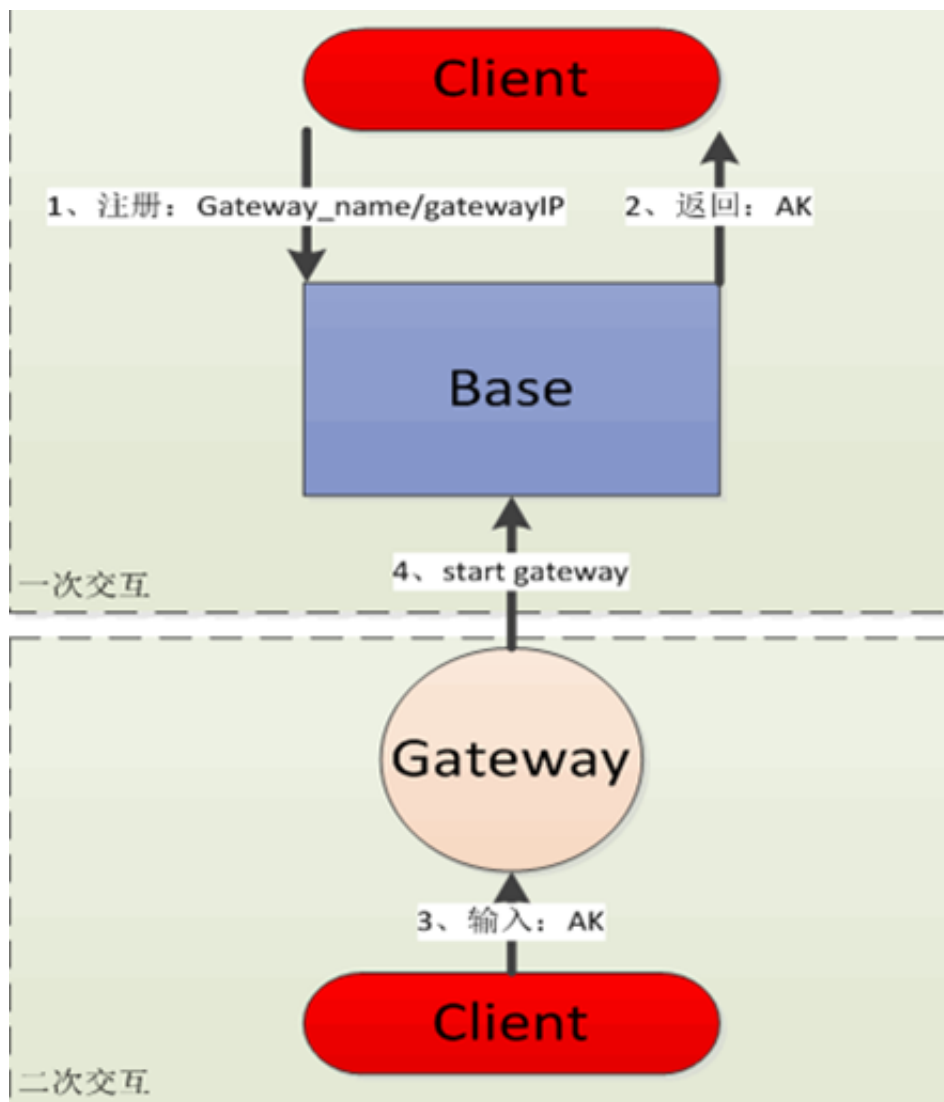 Client
1、注册：Gateway_name/gatewayIP
2、返回：AK
Base
4、start gateway
一次交互
Gateway
3、输入：AK
Client
二次交互